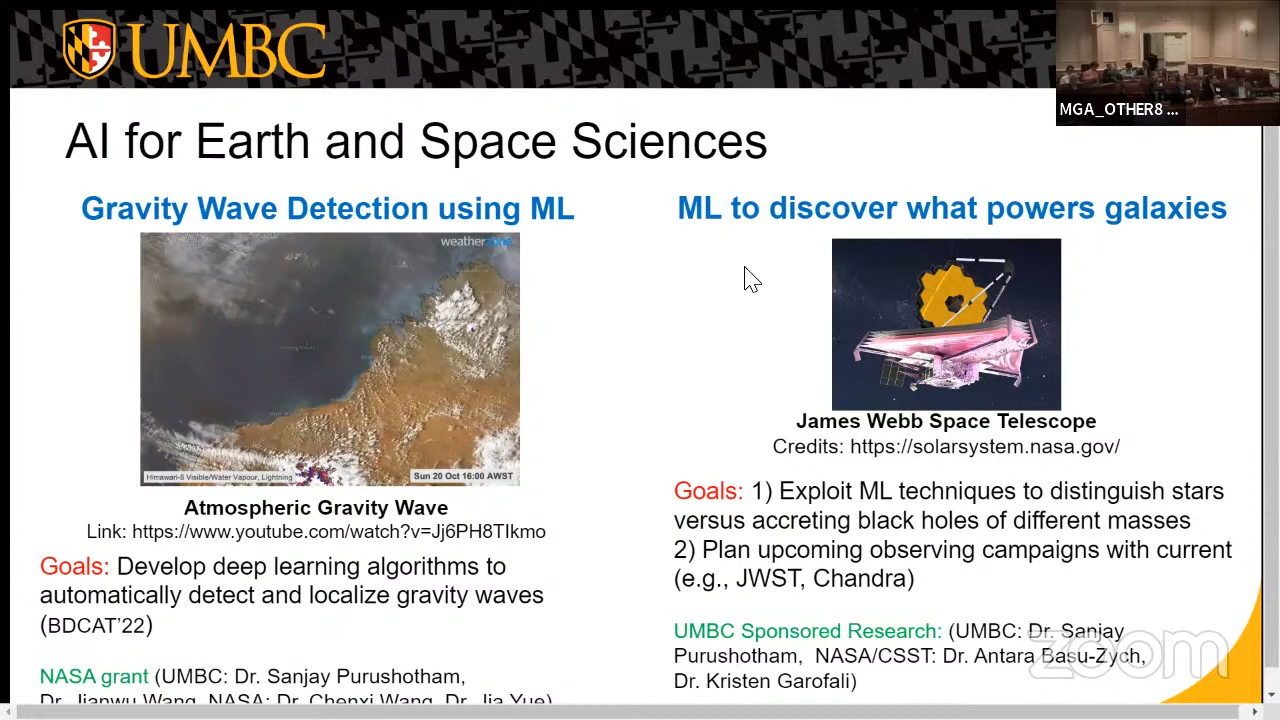 UMBC
MGA_OTHER8 ...
AI for Earth and Space Sciences
Gravity Wave Detection using ML
weatherzone
Himawari-8 Visible/Water Vapour, Lightning
Sun 20 Oct 16:00 AWST
Atmospheric Gravity Wave
Link: https://www.youtube.com/watch?v=Jj6PH8TIkmo
Goals: Develop deep learning algorithms to
automatically detect and localize gravity waves
(BDCAT'22)
NASA grant (UMBC: Dr. Sanjay Purushotham,
Dr. Jianwu Wang, NASA: Dr. Chenxi Wang, Dr. Jia Yue)
ML to discover what powers galaxies
James Webb Space Telescope
Credits: https://solarsystem.nasa.gov/
Goals: 1) Exploit ML techniques to distinguish stars
versus accreting black holes of different masses
2) Plan upcoming observing campaigns with current
(e.g., JWST, Chandra)
UMBC Sponsored Research: (UMBC: Dr. Sanjay
Purushotham, NASA/CSST: Dr. Antara Basu-Zych,
Dr. Kristen Garofali)
zoom